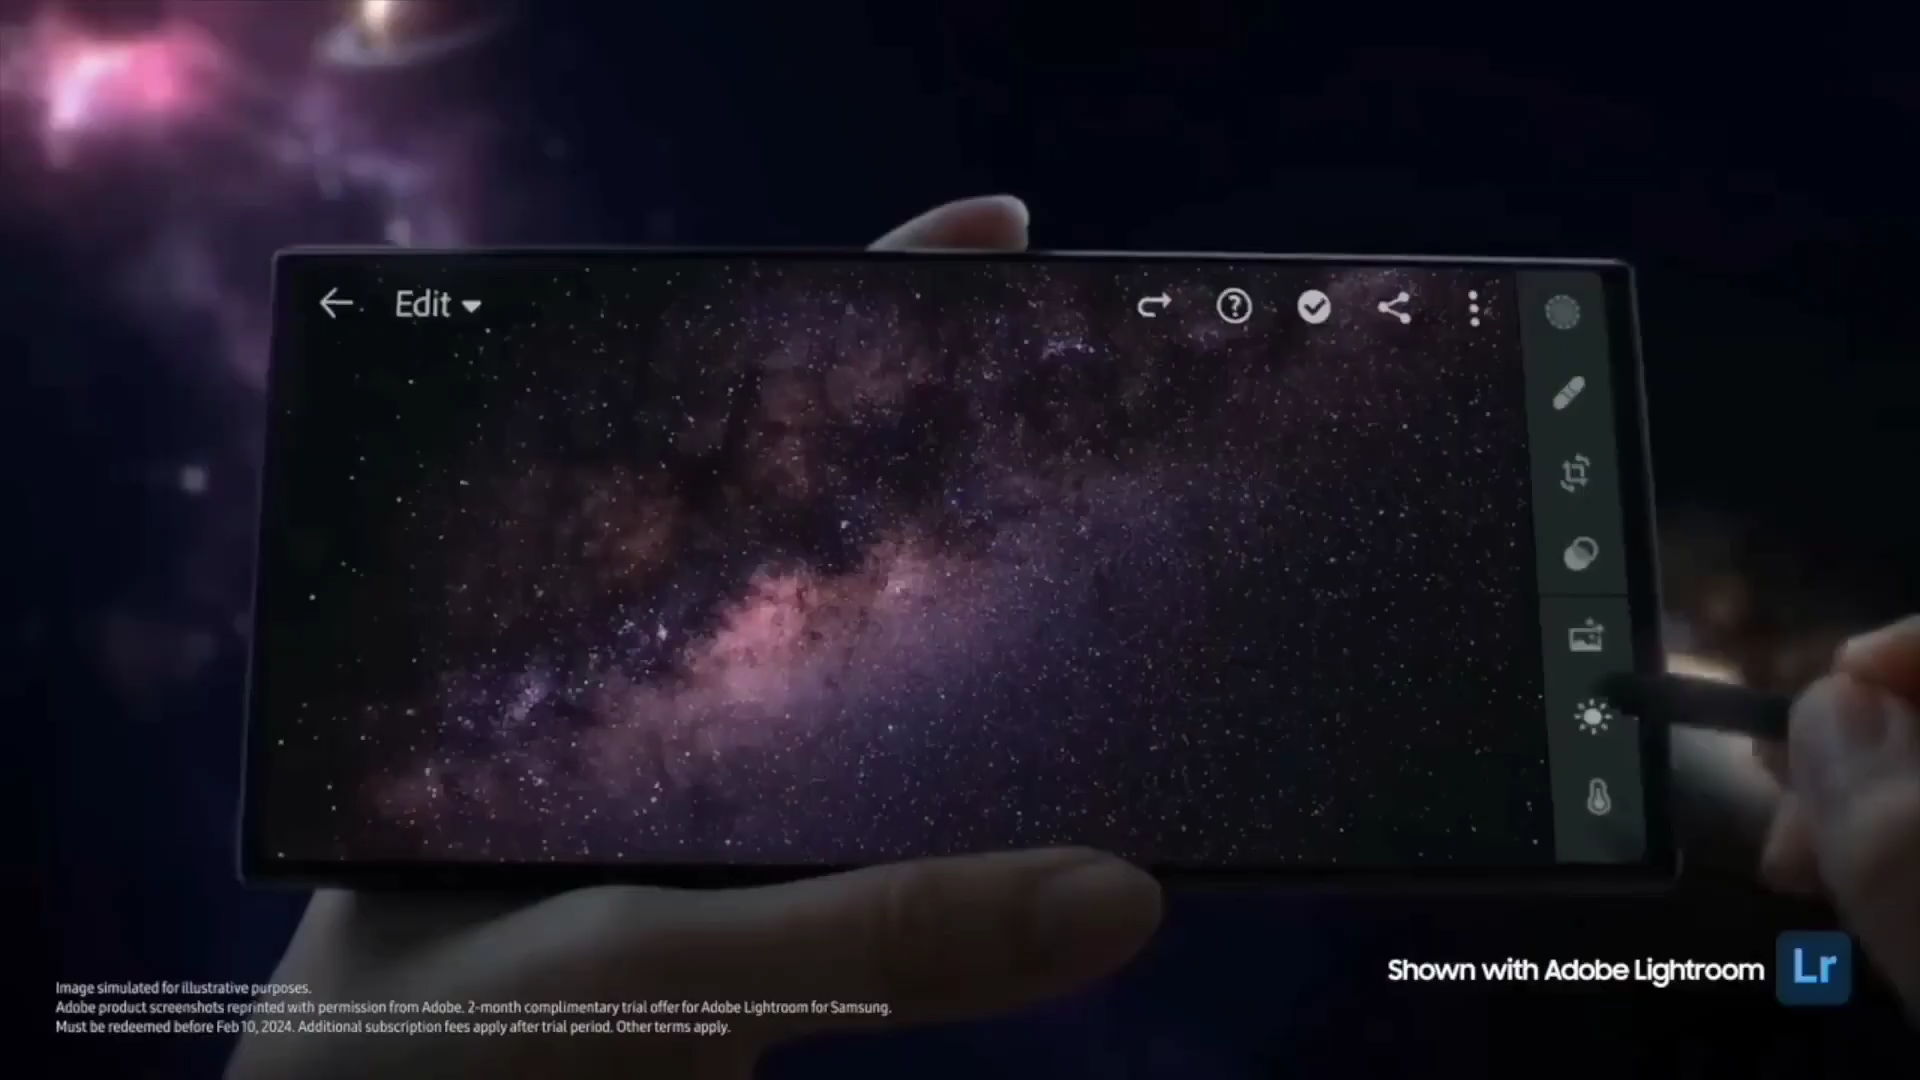 Edit
Shown with Adobe Lightroom
Lr
Image simulated for illustrative purposes.
Adobe product screenshots reprinted with permission from Adobe. 2-month complimentary trial offer for Adobe Lightroom for Samsung.
Must be redeemed before Feb 10, 2024. Additional subscription fees apply after trial period. Other terms apply.